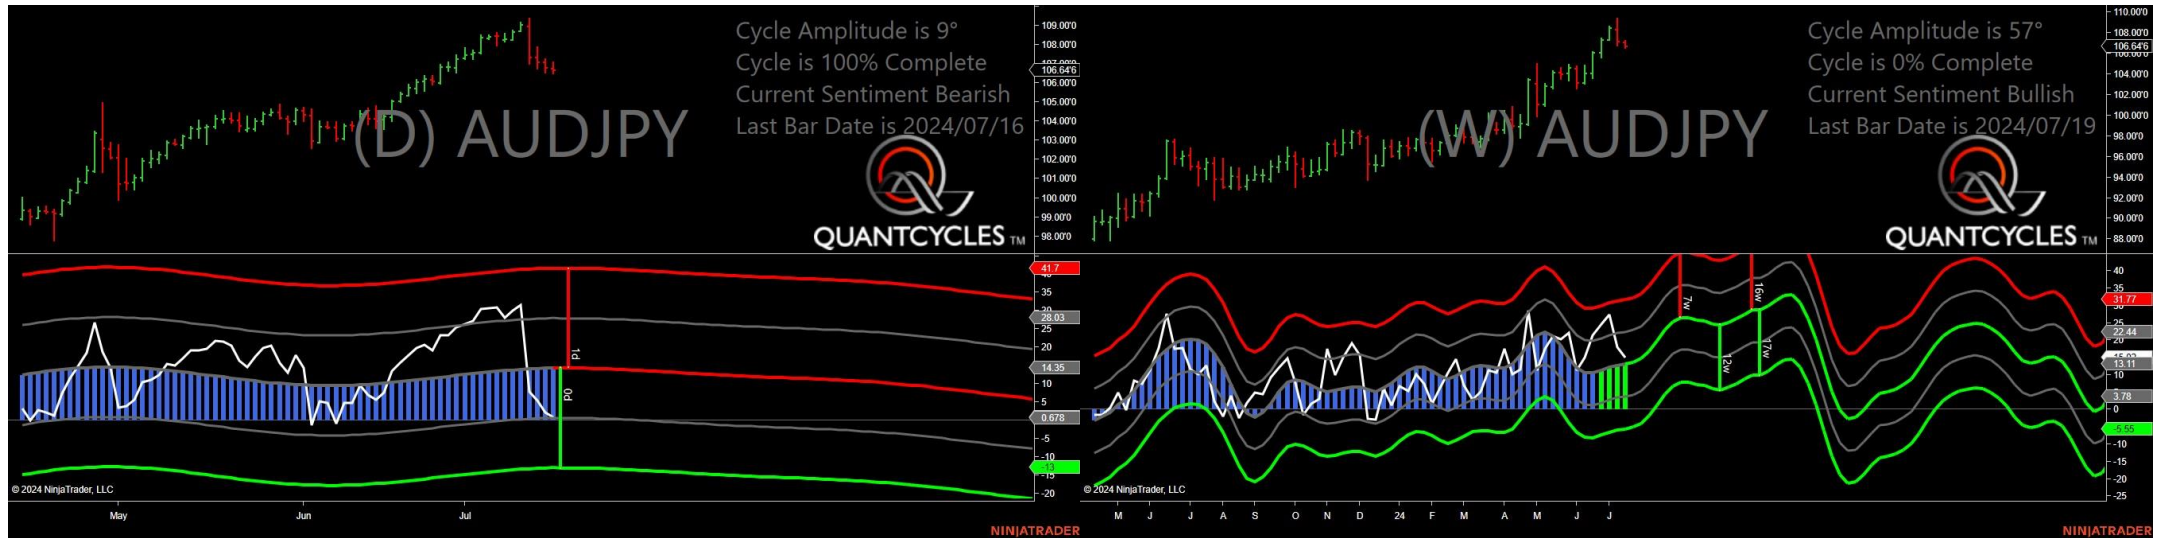 Cycle Amplitude is 9°
Cycle is 100% Complete
Current Sentiment Bearish
Last Bar Date is 2024/07/16
(D) AUDJPY
QUANTCYCLES TM
109.00'0
108.00'0
106.64'6
106.00'0
105.00'0
104.00'0
103.00'0
102.00'0
101.00'0
100.00'0
99.00'0
98.00'0
41.7
35
28.03
25
20
14.35
10
5
0.678
-5
-10
-13
-15
-20
1d
0d
© 2024 NinjaTrader, LLC
May
Jun
Jul
NINJATRADER
Cycle Amplitude is 57°
Cycle is 0% Complete
Current Sentiment Bullish
Last Bar Date is 2024/07/19
(W) AUDJPY
QUANTCYCLES TM
110.00'0
108.00'0
106.64'6
104.00'0
102.00'0
100.00'0
98.00'0
96.00'0
94.00'0
92.00'0
90.00'0
88.00'0
40
35
31.77
25
22.44
13.11
10
3.78
0
-5.55
-10
-15
-20
-25
7w
16w
12w
17w
© 2024 NinjaTrader, LLC
M J J A S O N D 24 F M A M J J
NINJATRADER